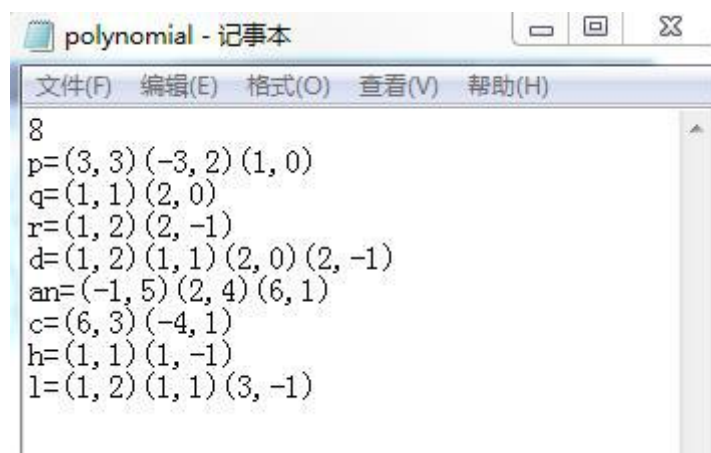 polynomial - 记事本
文件(F) 编辑(E) 格式(O) 查看(V) 帮助(H)
8
p=(3,3)(-3,2)(1,0)
q=(1,1)(2,0)
r=(1,2)(2,-1)
d=(1,2)(1,1)(2,0)(2,-1)
an=(-1,5)(2,4)(6,1)
c=(6,3)(-4,1)
h=(1,1)(1,-1)
l=(1,2)(1,1)(3,-1)